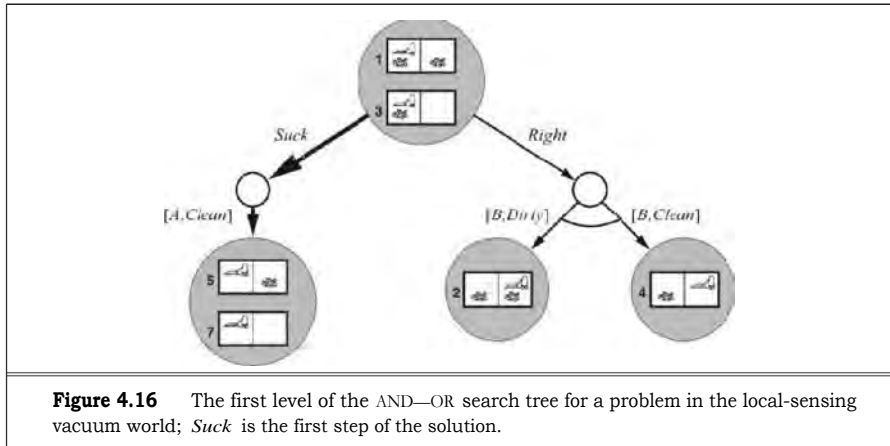 1
3
Suck
Right
[A,Clean]
[B,Dirty]
[B,Clean]
5
7
2
4
Figure 4.16 The first level of the AND—OR search tree for a problem in the local-sensing
vacuum world; Suck is the first step of the solution.